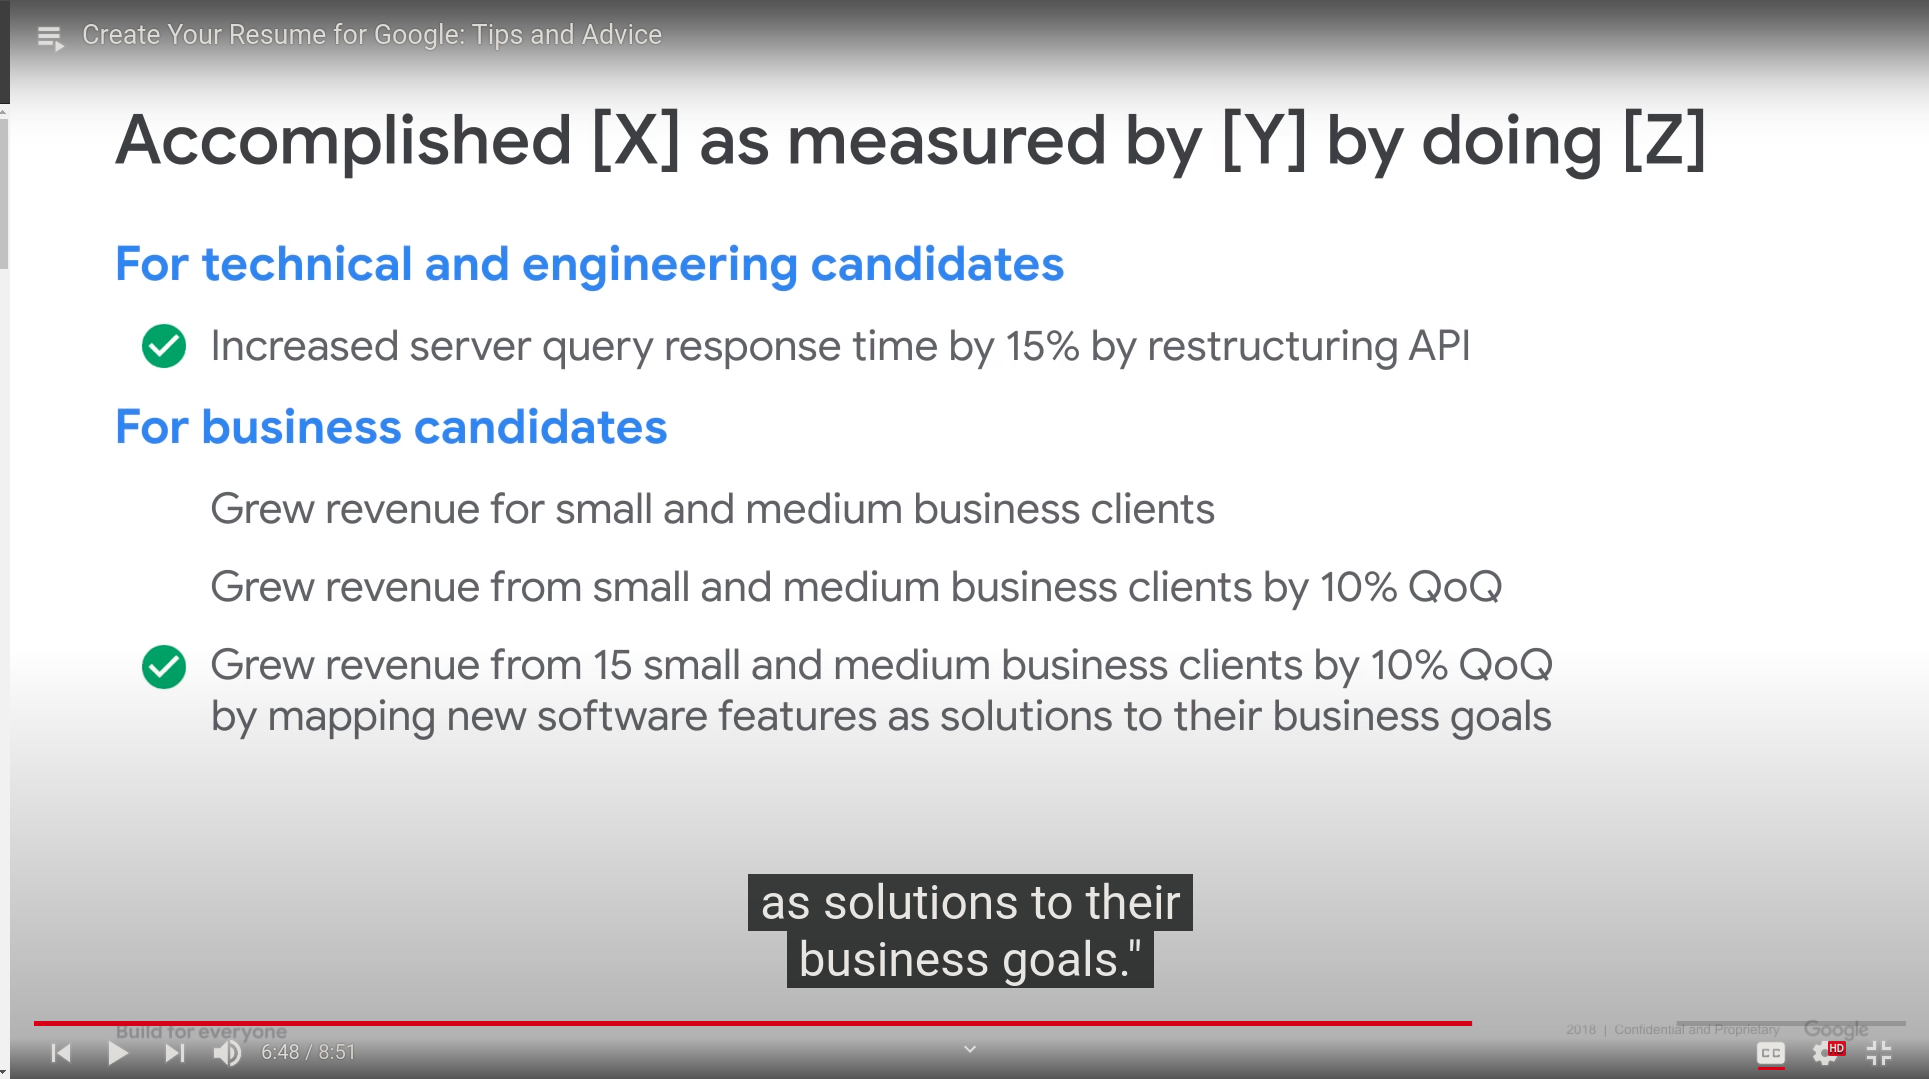 Create Your Resume for Google: Tips and Advice
Accomplished [X] as measured by [Y] by doing [Z]
For technical and engineering candidates
Increased server query response time by 15% by restructuring API
For business candidates
Grew revenue for small and medium business clients
Grew revenue from small and medium business clients by 10% QoQ
Grew revenue from 15 small and medium business clients by 10% QoQ
by mapping new software features as solutions to their business goals
as solutions to their
business goals."
Build for everyone
2018 | Confidential and Proprietary
Google
6:48 / 8:51
CC
HD